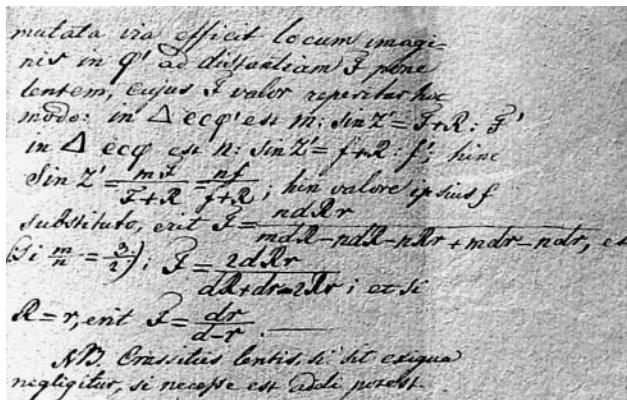 mutata via efficit locum imagi=
nis in φ' ad distantiam F pone
lentem, cujus F valor reperitur hoc
modo: in Δ ecφ' est m: sin Z' = F+R: F'
in Δ ecφ est n: sin Z' = f+R: f'; hinc
Sin Z' = mF/F+R = nf/f+R; hin valore ipsius f
substituto, erit F = ndRr/mdR-ndR-nRr+mdr-ndr, et
(Si m/n = 3/2); F = 2dRr/dR+dr-2Rr; et si
R=r, erit F = dr/d-r.
NB. Crassities lentis, si sit exigua
negligitur, si necesse est addi potest.